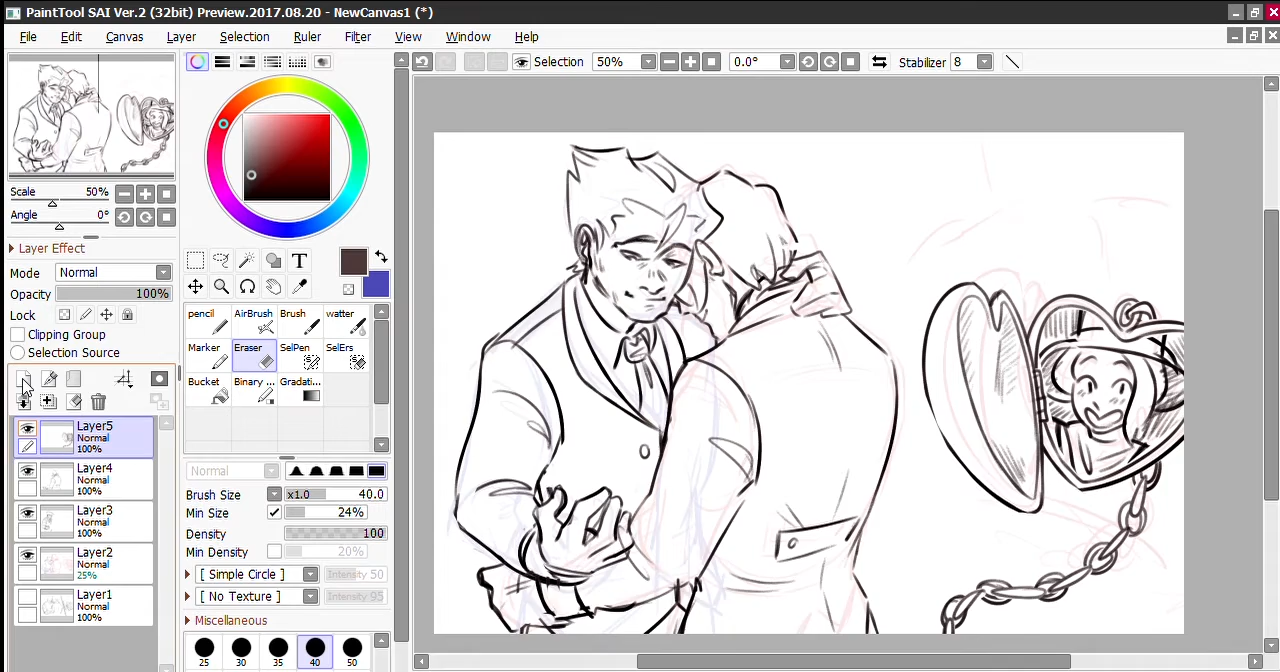 PaintTool SAI Ver.2 (32bit) Preview.2017.08.20 - NewCanvas1 (*)
File Edit Canvas Layer Selection Ruler Filter View Window Help
Selection 50% 0.0° Stabilizer 8
Scale 50%
Angle 0°
Layer Effect
Mode Normal
Opacity 100%
Lock
Clipping Group
Selection Source
Layer5
Normal
100%
Layer4
Normal
100%
Layer3
Normal
100%
Layer2
Normal
25%
Layer1
Normal
100%
T
pencil AirBrush Brush watter
Marker Eraser SelPen SelErs
Bucket Binary ... Gradati...
Normal
Brush Size x1.0 40.0
Min Size 24%
Density 100
Min Density 20%
[ Simple Circle ] Intensity 50
[ No Texture ] Intensity 95
Miscellaneous
25 30 35 40 50